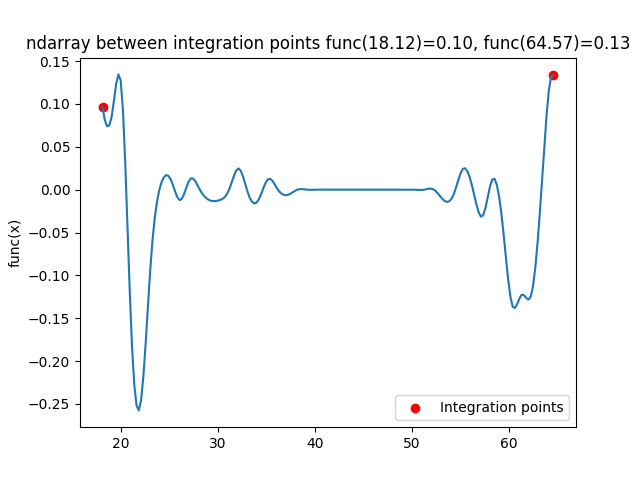 ndarray between integration points func(18.12)=0.10, func(64.57)=0.13
0.15
0.10
0.05
0.00
−0.05
−0.10
−0.15
−0.20
−0.25
func(x)
Integration points
20 30 40 50 60